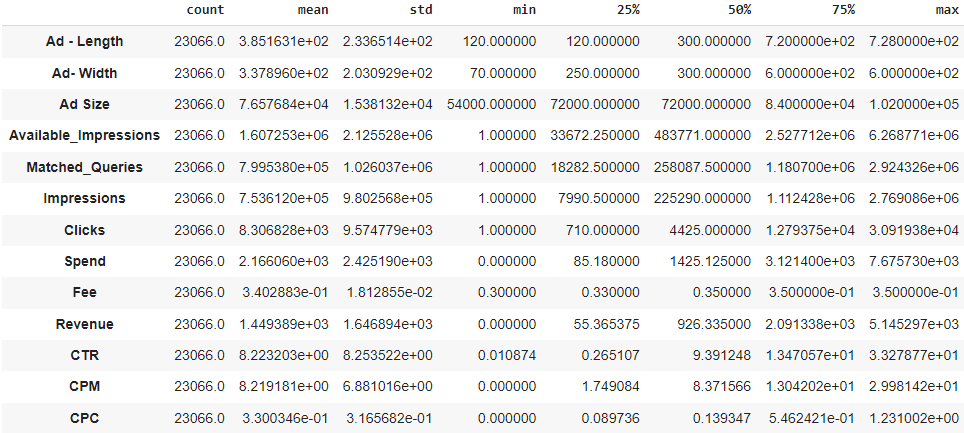 count mean std min 25% 50% 75% max
Ad - Length 23066.0 3.851631e+02 2.336514e+02 120.000000 120.000000 300.000000 7.200000e+02 7.280000e+02
Ad- Width 23066.0 3.378960e+02 2.030929e+02 70.000000 250.000000 300.000000 6.000000e+02 6.000000e+02
Ad Size 23066.0 7.657684e+04 1.538132e+04 54000.000000 72000.000000 72000.000000 8.400000e+04 1.020000e+05
Available_Impressions 23066.0 1.607253e+06 2.125528e+06 1.000000 33672.250000 483771.000000 2.527712e+06 6.268771e+06
Matched_Queries 23066.0 7.995380e+05 1.026037e+06 1.000000 18282.500000 258087.500000 1.180700e+06 2.924326e+06
Impressions 23066.0 7.536120e+05 9.802568e+05 1.000000 7990.500000 225290.000000 1.112428e+06 2.769086e+06
Clicks 23066.0 8.306828e+03 9.574779e+03 1.000000 710.000000 4425.000000 1.279375e+04 3.091938e+04
Spend 23066.0 2.166060e+03 2.425190e+03 0.000000 85.180000 1425.125000 3.121400e+03 7.675730e+03
Fee 23066.0 3.402883e-01 1.812855e-02 0.300000 0.330000 0.350000 3.500000e-01 3.500000e-01
Revenue 23066.0 1.449389e+03 1.646894e+03 0.000000 55.365375 926.335000 2.091338e+03 5.145297e+03
CTR 23066.0 8.223203e+00 8.253522e+00 0.010874 0.265107 9.391248 1.347057e+01 3.327877e+01
CPM 23066.0 8.219181e+00 6.881016e+00 0.000000 1.749084 8.371566 1.304202e+01 2.998142e+01
CPC 23066.0 3.300346e-01 3.165682e-01 0.000000 0.089736 0.139347 5.462421e-01 1.231002e+00